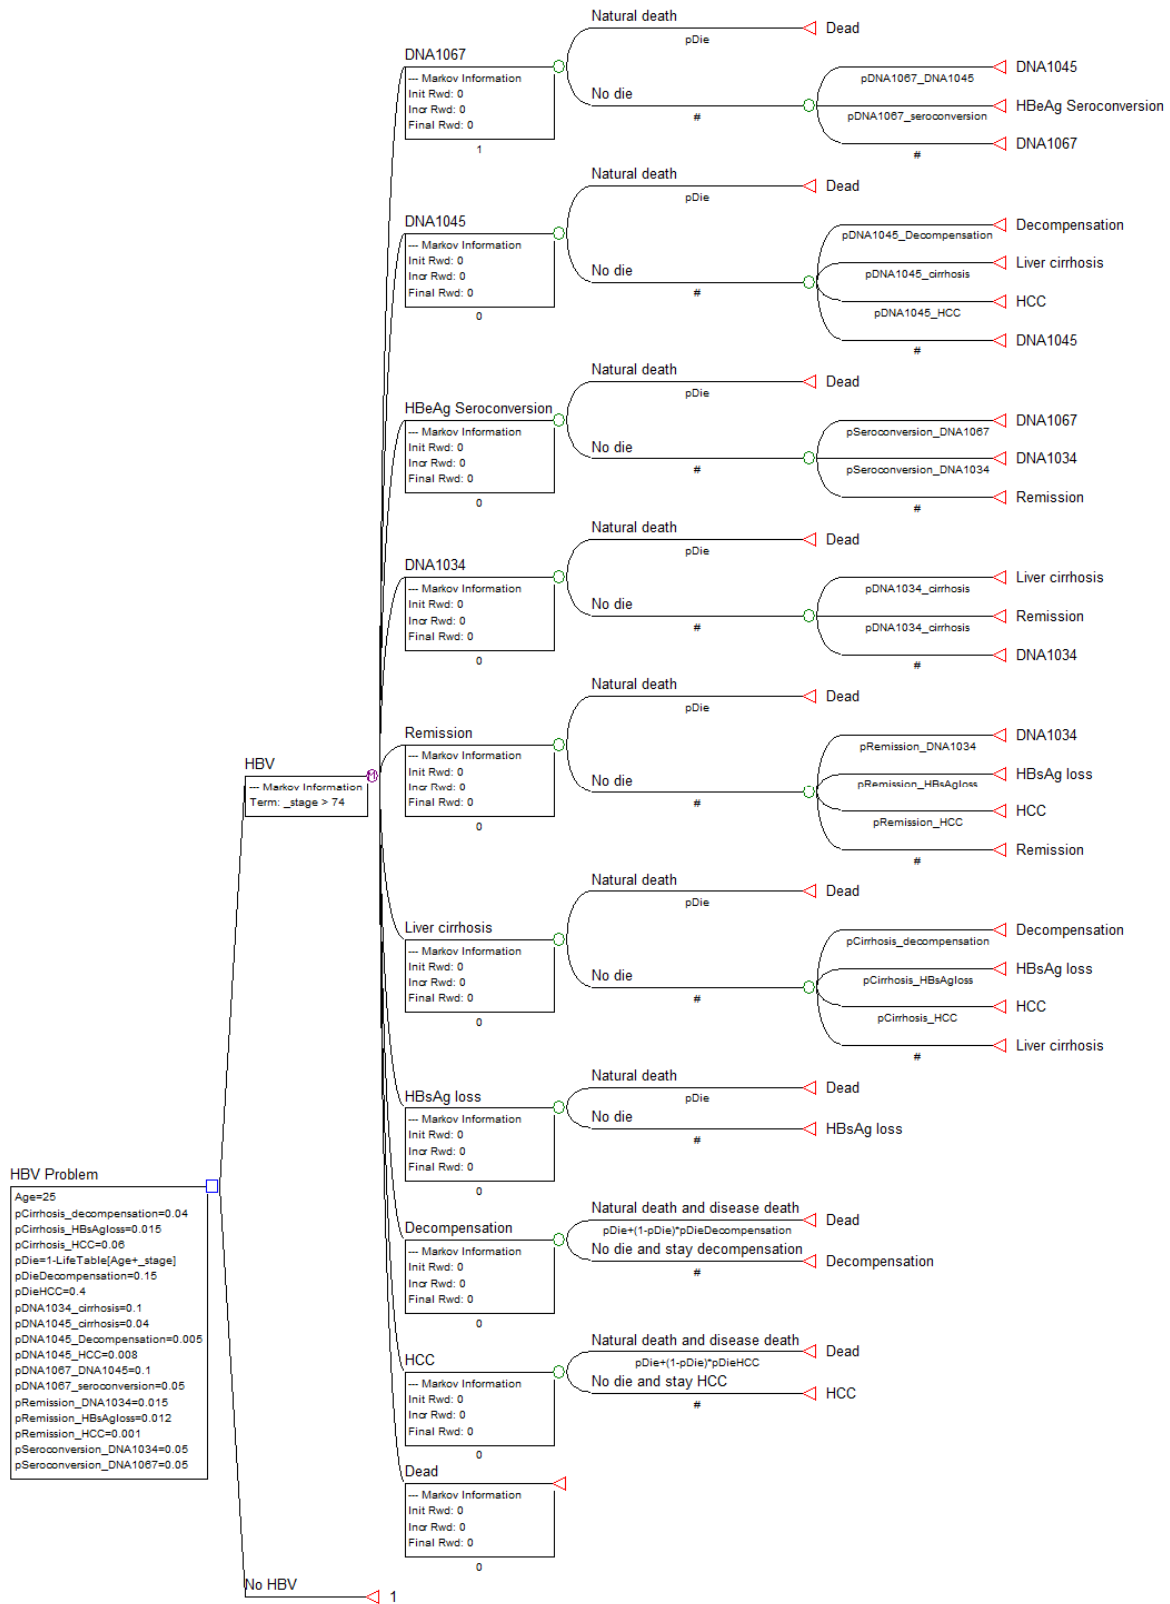 Natural death
pDie
Dead
DNA1067
--- Markov Information
Init Rwd: 0
Incr Rwd: 0
Final Rwd: 0
1
No die
#
pDNA1067_DNA1045
DNA1045
pDNA1067_seroconversion
HBeAg Seroconversion
#
DNA1067
Natural death
pDie
Dead
DNA1045
--- Markov Information
Init Rwd: 0
Incr Rwd: 0
Final Rwd: 0
0
No die
#
pDNA1045_Decompensation
Decompensation
pDNA1045_cirrhosis
Liver cirrhosis
pDNA1045_HCC
HCC
#
DNA1045
Natural death
pDie
Dead
HBeAg Seroconversion
--- Markov Information
Init Rwd: 0
Incr Rwd: 0
Final Rwd: 0
0
No die
#
pSeroconversion_DNA1067
DNA1067
pSeroconversion_DNA1034
DNA1034
#
Remission
Natural death
pDie
Dead
DNA1034
--- Markov Information
Init Rwd: 0
Incr Rwd: 0
Final Rwd: 0
0
No die
#
pDNA1034_cirrhosis
Liver cirrhosis
pDNA1034_cirrhosis
Remission
#
DNA1034
Natural death
pDie
Dead
Remission
--- Markov Information
Init Rwd: 0
Incr Rwd: 0
Final Rwd: 0
0
No die
#
pRemission_DNA1034
DNA1034
pRemission_HBsAgloss
HBsAg loss
pRemission_HCC
HCC
#
Remission
HBV
--- Markov Information
Term: _stage > 74
Natural death
pDie
Dead
Liver cirrhosis
--- Markov Information
Init Rwd: 0
Incr Rwd: 0
Final Rwd: 0
0
No die
#
pCirrhosis_decompensation
Decompensation
pCirrhosis_HBsAgloss
HBsAg loss
pCirrhosis_HCC
HCC
#
Liver cirrhosis
Natural death
pDie
Dead
HBsAg loss
--- Markov Information
Init Rwd: 0
Incr Rwd: 0
Final Rwd: 0
0
No die
#
HBsAg loss
HBV Problem
Age=25
pCirrhosis_decompensation=0.04
pCirrhosis_HBsAgloss=0.015
pCirrhosis_HCC=0.06
pDie=1-LifeTable[Age+_stage]
pDieDecompensation=0.15
pDieHCC=0.4
pDNA1034_cirrhosis=0.1
pDNA1045_cirrhosis=0.04
pDNA1045_Decompensation=0.005
pDNA1045_HCC=0.008
pDNA1067_DNA1045=0.1
pDNA1067_seroconversion=0.05
pRemission_DNA1034=0.015
pRemission_HBsAgloss=0.012
pRemission_HCC=0.001
pSeroconversion_DNA1034=0.05
pSeroconversion_DNA1067=0.05
Natural death and disease death
pDie+(1-pDie)*pDieDecompensation
Dead
Decompensation
--- Markov Information
Init Rwd: 0
Incr Rwd: 0
Final Rwd: 0
0
No die and stay decompensation
#
Decompensation
Natural death and disease death
pDie+(1-pDie)*pDieHCC
Dead
HCC
--- Markov Information
Init Rwd: 0
Incr Rwd: 0
Final Rwd: 0
0
No die and stay HCC
#
HCC
Dead
--- Markov Information
Init Rwd: 0
Incr Rwd: 0
Final Rwd: 0
0
No HBV
1